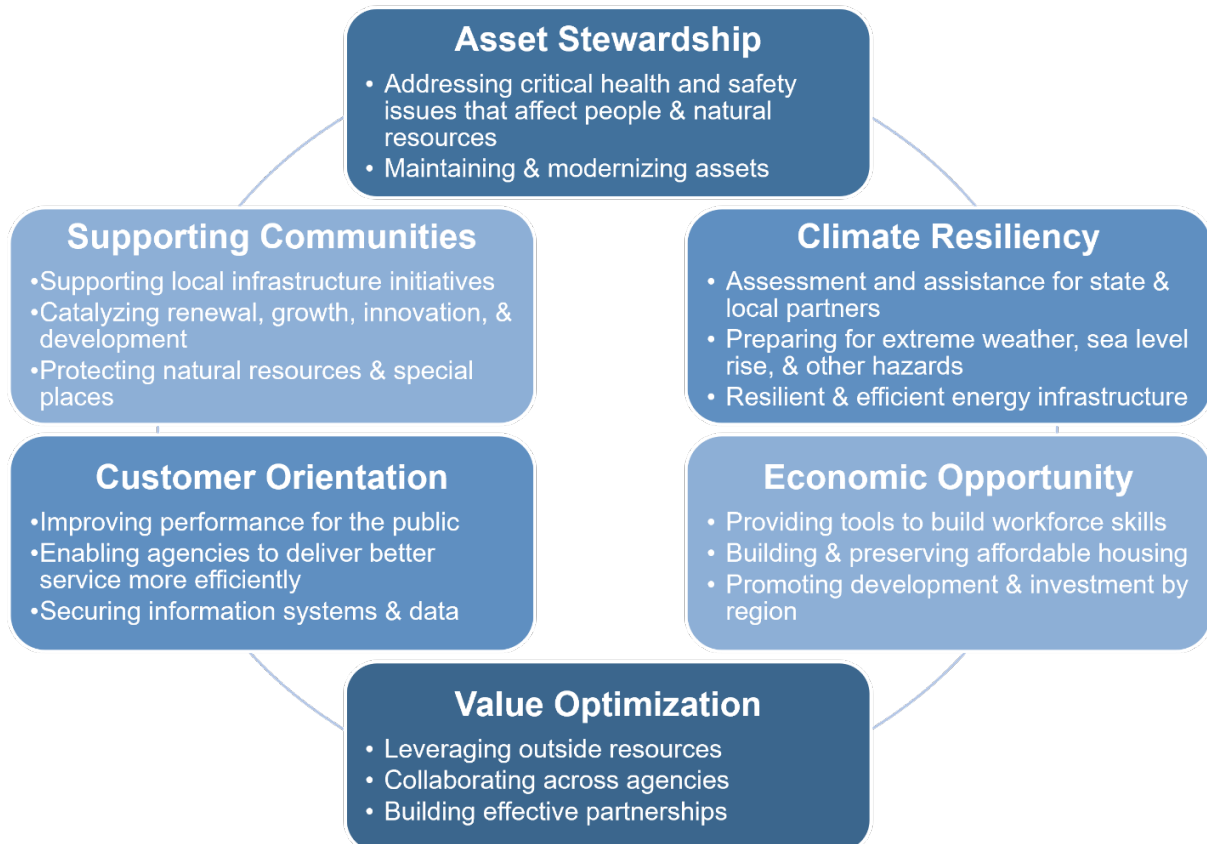 Asset Stewardship
• Addressing critical health and safety
issues that affect people & natural
resources
• Maintaining & modernizing assets
Supporting Communities
•Supporting local infrastructure initiatives
•Catalyzing renewal, growth, innovation, &
development
•Protecting natural resources & special
places
Climate Resiliency
• Assessment and assistance for state &
local partners
• Preparing for extreme weather, sea level
rise, & other hazards
• Resilient & efficient energy infrastructure
Customer Orientation
•Improving performance for the public
•Enabling agencies to deliver better
service more efficiently
•Securing information systems & data
Economic Opportunity
• Providing tools to build workforce skills
• Building & preserving affordable housing
• Promoting development & investment by
region
Value Optimization
• Leveraging outside resources
• Collaborating across agencies
• Building effective partnerships